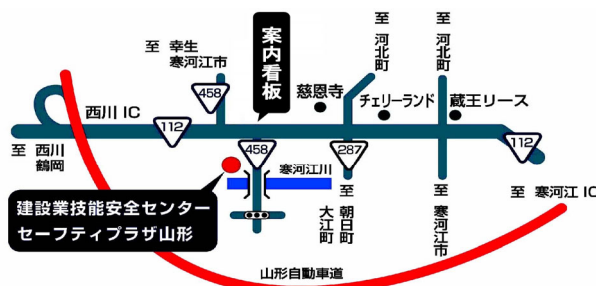 至 幸生
寒河江市
458
案内看板
慈恩寺
至 河北町
チェリーランド
至 河北町
蔵王リース
西川 IC
112
至 西川
鶴岡
458
寒河江川
287
至 朝日町
大江町
至 寒河江市
112
至 寒河江 IC
建設業技能安全センター
セーフティプラザ山形
山形自動車道